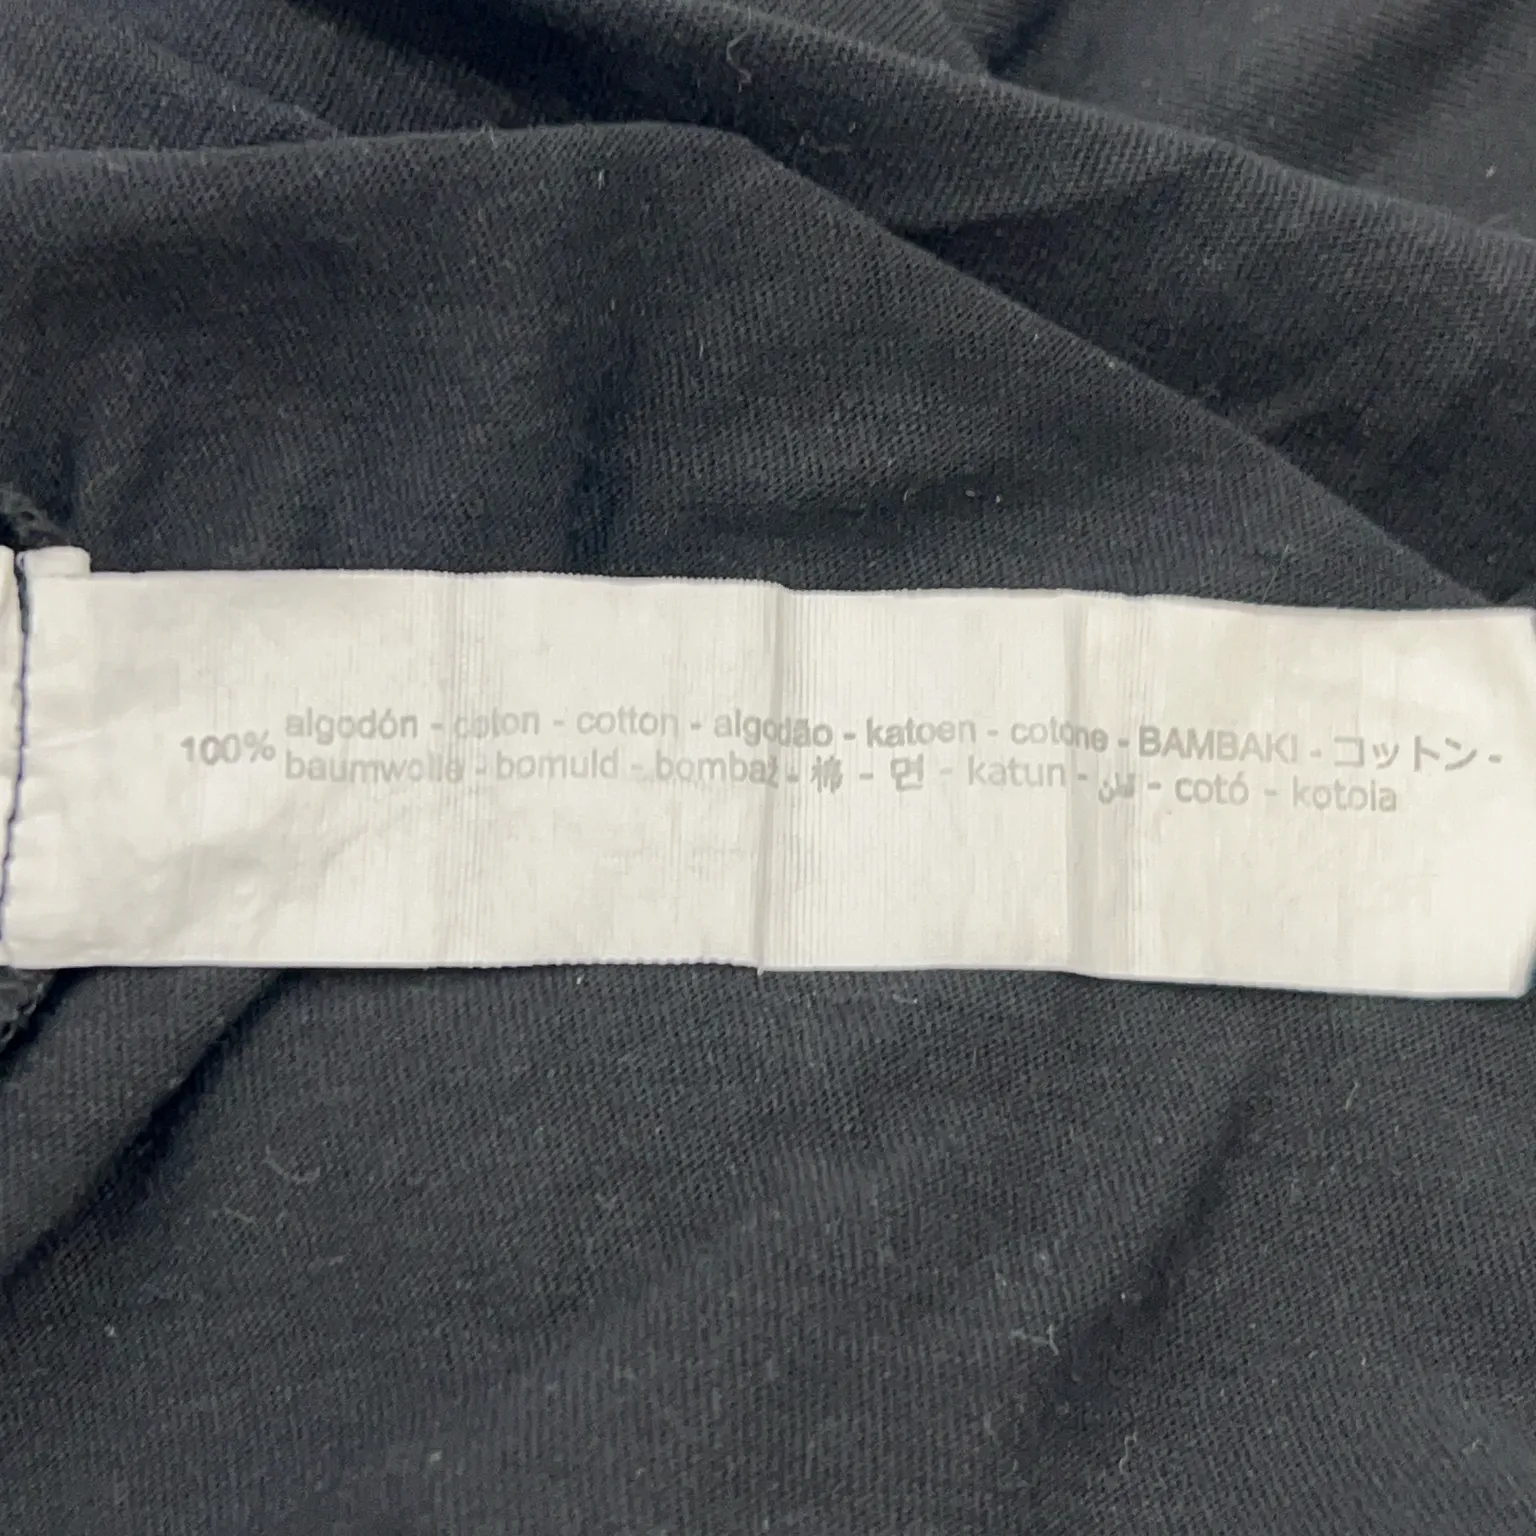 100% algodón - coton - cotton - algodão - katoen - cotone - BAMBAKI - コットン -
baumwolle - bomuld - bombaž - 棉 - 면 - katun - قطن - cotó - kotoia